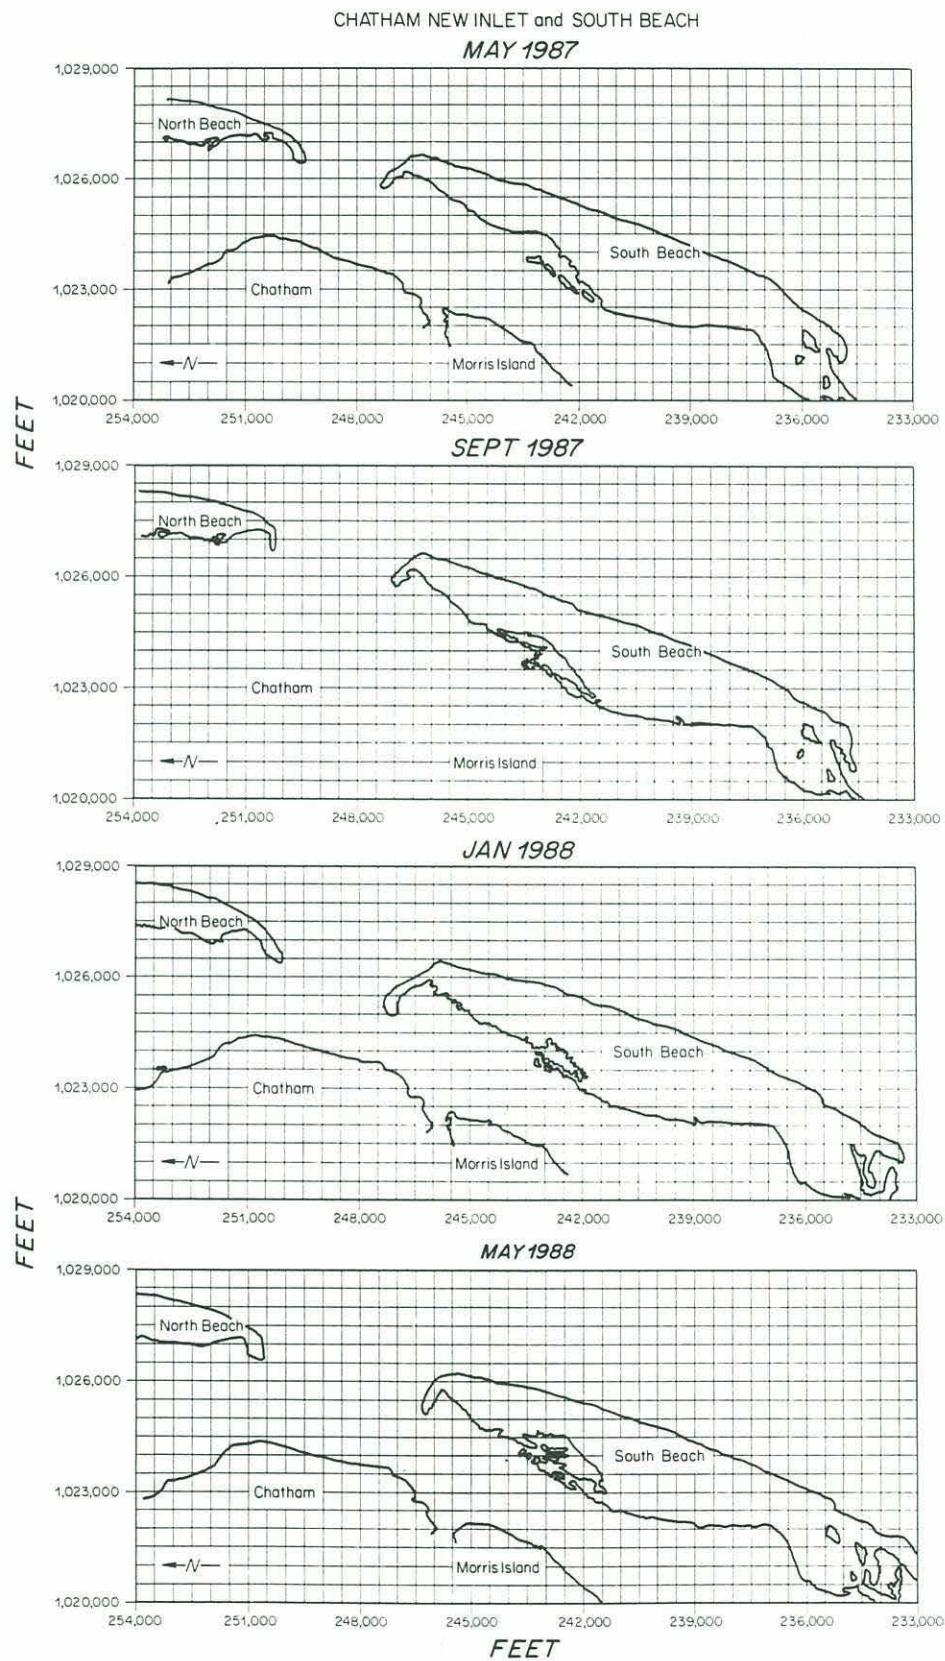 CHATHAM NEW INLET and SOUTH BEACH
MAY 1987
1,029,000
North Beach
1,026,000
South Beach
1,023,000
Chatham
N
Morris Island
1,020,000
254,000 251,000 248,000 245,000 242,000 239,000 236,000 233,000
FEET
SEPT 1987
1,029,000
North Beach
1,026,000
South Beach
1,023,000
Chatham
N
Morris Island
1,020,000
254,000 251,000 248,000 245,000 242,000 239,000 236,000 233,000
JAN 1988
1,029,000
North Beach
1,026,000
South Beach
1,023,000
Chatham
N
Morris Island
1,020,000
254,000 251,000 248,000 245,000 242,000 239,000 236,000 233,000
FEET
MAY 1988
1,029,000
North Beach
1,026,000
South Beach
1,023,000
Chatham
N
Morris Island
1,020,000
254,000 251,000 248,000 245,000 242,000 239,000 236,000 233,000
FEET